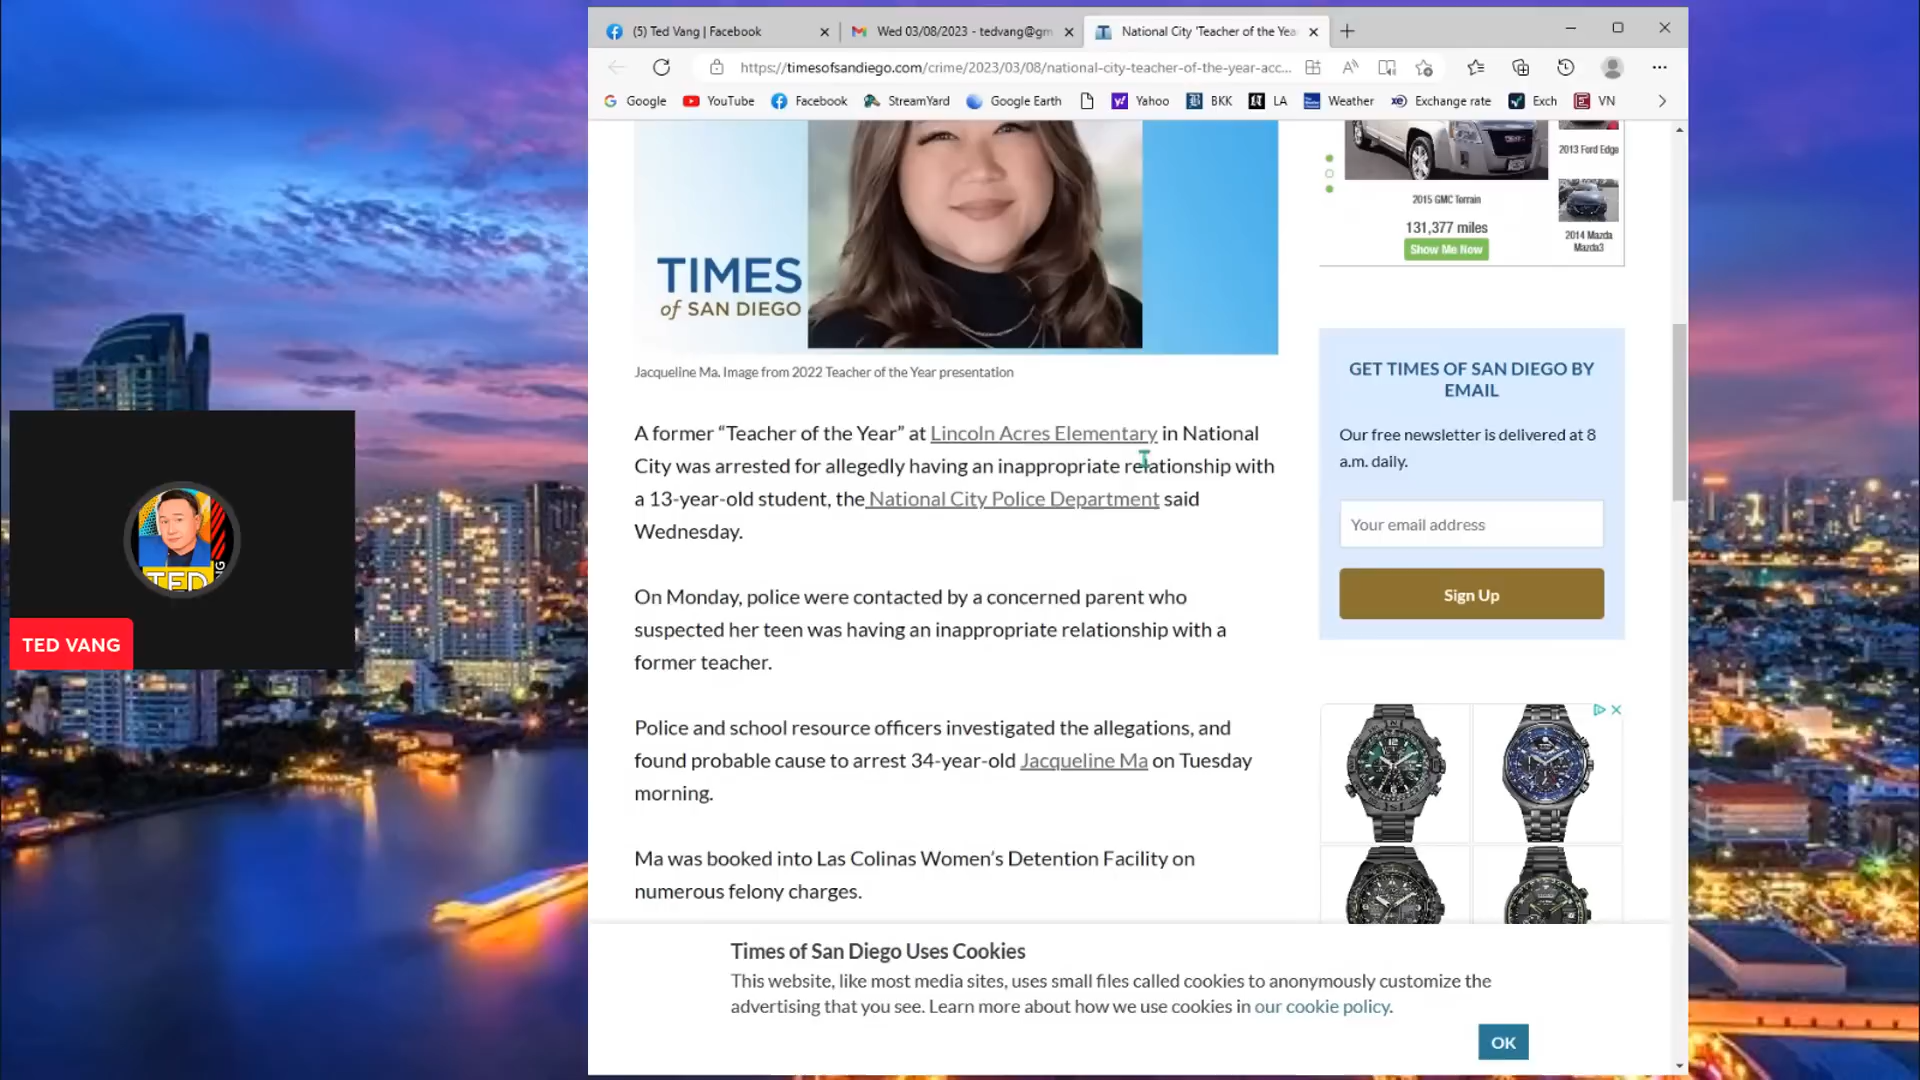 (5) Ted Vang | Facebook
Wed 03/08/2023 - tedvang@gm
National City 'Teacher of the Yea
https://timesofsandiego.com/crime/2023/03/08/national-city-teacher-of-the-year-acc...
Google
YouTube
Facebook
StreamYard
Google Earth
Yahoo
BKK
LA
Weather
Exchange rate
Exch
VN
TIMES
of SAN DIEGO
2013 Ford Edge
2015 GMC Terrain
131,377 miles
Show Me Now
2014 Mazda
Mazda3
Jacqueline Ma. Image from 2022 Teacher of the Year presentation
A former “Teacher of the Year” at Lincoln Acres Elementary in National
City was arrested for allegedly having an inappropriate relationship with
a 13-year-old student, the National City Police Department said
Wednesday.
On Monday, police were contacted by a concerned parent who
suspected her teen was having an inappropriate relationship with a
former teacher.
Police and school resource officers investigated the allegations, and
found probable cause to arrest 34-year-old Jacqueline Ma on Tuesday
morning.
Ma was booked into Las Colinas Women’s Detention Facility on
numerous felony charges.
GET TIMES OF SAN DIEGO BY
EMAIL
Our free newsletter is delivered at 8
a.m. daily.
Your email address
Sign Up
TED
TED VANG
Times of San Diego Uses Cookies
This website, like most media sites, uses small files called cookies to anonymously customize the
advertising that you see. Learn more about how we use cookies in our cookie policy.
OK